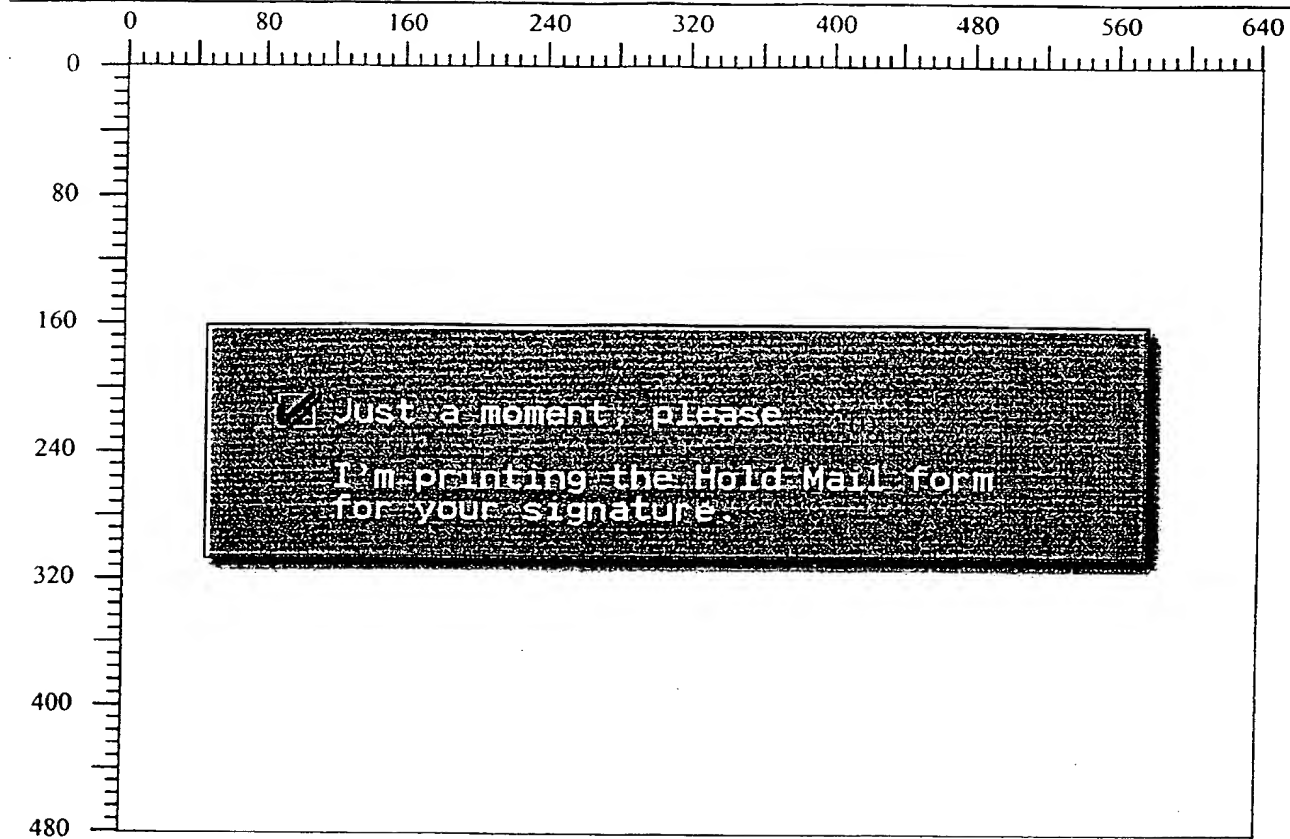 0 80 160 240 320 400 480 560 640
0
80
160
Just a moment, please.
240
I'm printing the Hold-Mail form
for your signature.
320
400
480